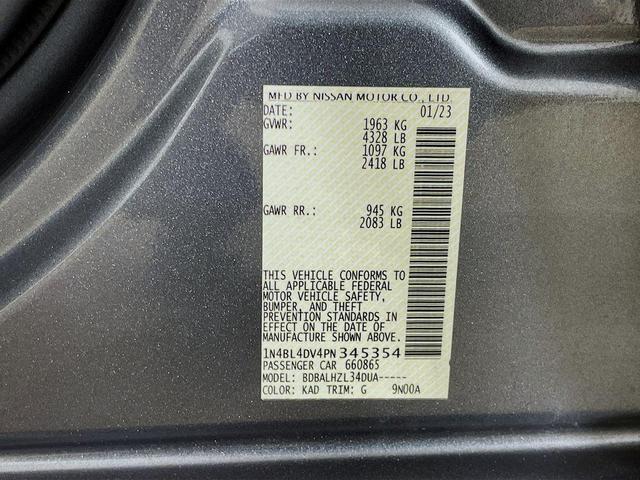 MFD BY NISSAN MOTOR CO., LTD.
DATE: 01/23
GVWR: 1963 KG
4328 LB
GAWR FR.: 1097 KG
2418 LB
GAWR RR.: 945 KG
2083 LB
THIS VEHICLE CONFORMS TO
ALL APPLICABLE FEDERAL
MOTOR VEHICLE SAFETY,
BUMPER, AND THEFT
PREVENTION STANDARDS IN
EFFECT ON THE DATE OF
MANUFACTURE SHOWN ABOVE.
1N4BL4DV4PN345354
PASSENGER CAR 660865
MODEL: BDBALHZL34DUA-----
COLOR: KAD TRIM: G 9N00A